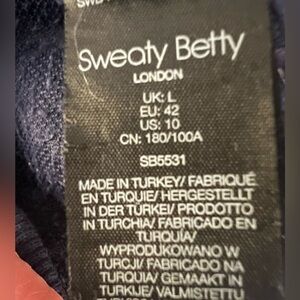 Sweaty Betty
LONDON
UK: L
EU: 42
US: 10
CN: 180/100A
SB5531
MADE IN TURKEY/ FABRIQUÉ
EN TURQUIE/ HERGESTELLT
IN DER TÜRKEI/ PRODOTTO
IN TURCHIA/ FABRICADO EN
TURQUÍA/
WYPRODUKOWANO W
TURCJI/ FABRICADO NA
TURQUIA/ GEMAAKT IN
TURKIJE/ VALMISTETTU